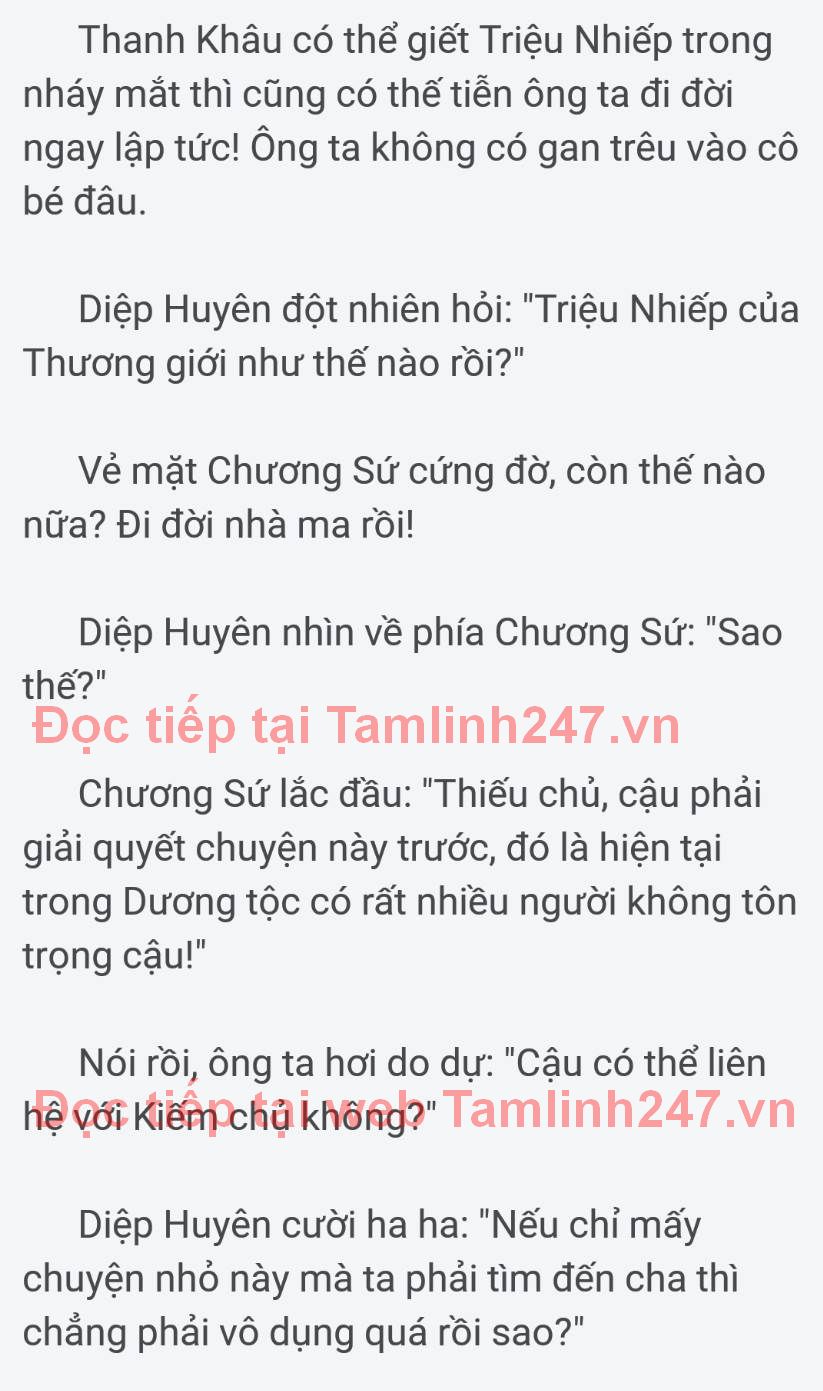 Thanh Khâu có thể giết Triệu Nhiếp trong
nháy mắt thì cũng có thế tiễn ông ta đi đời
ngay lập tức! Ông ta không có gan trêu vào cô
bé đâu.
Diệp Huyên đột nhiên hỏi: "Triệu Nhiếp của
Thương giới như thế nào rồi?"
Vẻ mặt Chương Sứ cứng đờ, còn thế nào
nữa? Đi đời nhà ma rồi!
Diệp Huyên nhìn về phía Chương Sứ: "Sao
thế?"
Đọc tiếp tại Tamlinh247.vn
Chương Sứ lắc đầu: "Thiếu chủ, cậu phải
giải quyết chuyện này trước, đó là hiện tại
trong Dương tộc có rất nhiều người không tôn
trọng cậu!"
Nói rồi, ông ta hơi do dự: "Cậu có thể liên
hệ với Kiếm chủ không?"
Đọc tiếp tại web Tamlinh247.vn
Diệp Huyên cười ha ha: "Nếu chỉ mấy
chuyện nhỏ này mà ta phải tìm đến cha thì
chẳng phải vô dụng quá rồi sao?"